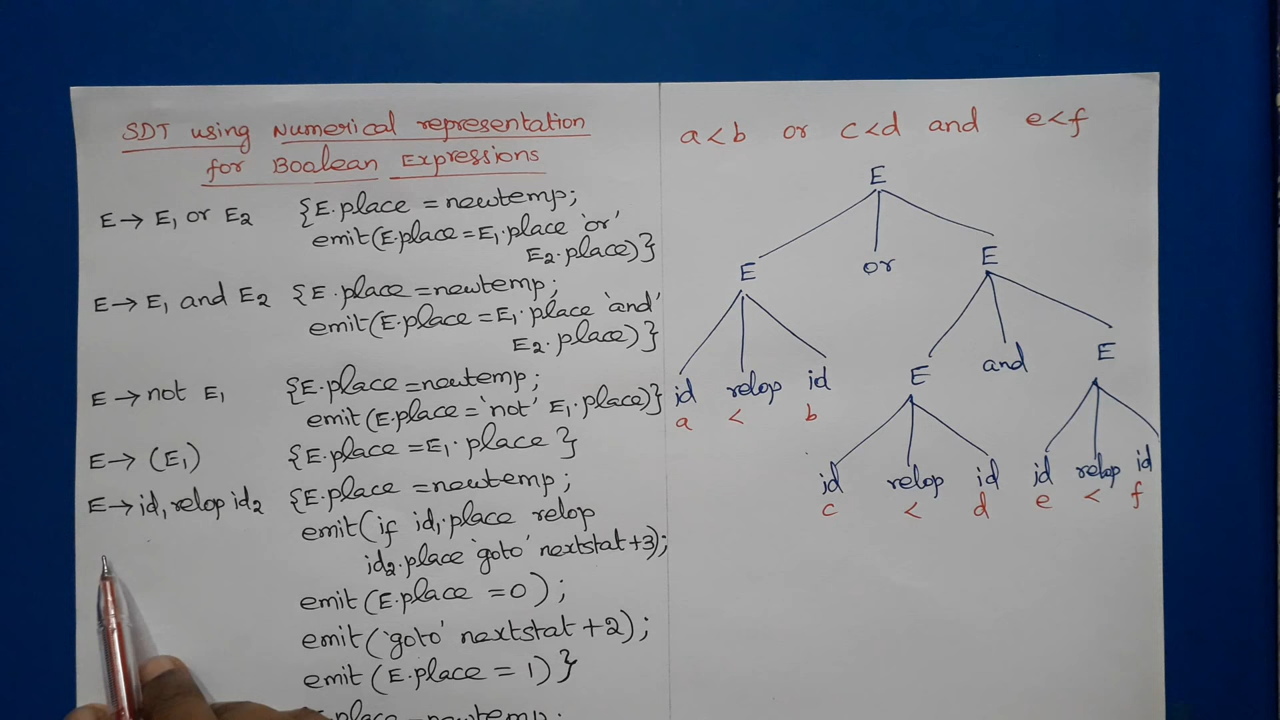 SDT using Numerical representation
for Boolean Expressions
E → E₁ or E₂ {E.place = newtemp;
emit(E.place = E₁.place 'or'
E₂.place)}
E → E₁ and E₂ {E.place = newtemp;
emit(E.place = E₁.place 'and'
E₂.place)}
E → not E₁ {E.place = newtemp;
emit(E.place = 'not' E₁.place)}
E → (E₁) {E.place = E₁.place }
E → id₁ relop id₂ {E.place = newtemp;
emit(if id₁.place relop
id₂.place 'goto' nextstat+3);
emit(E.place = 0);
emit('goto' nextstat+2);
emit(E.place = 1)}
{E.place = newtemp;
a<b or c<d and e<f
E
E or E
id relop id E and E
a < b
id relop id id relop id
c < d e < f